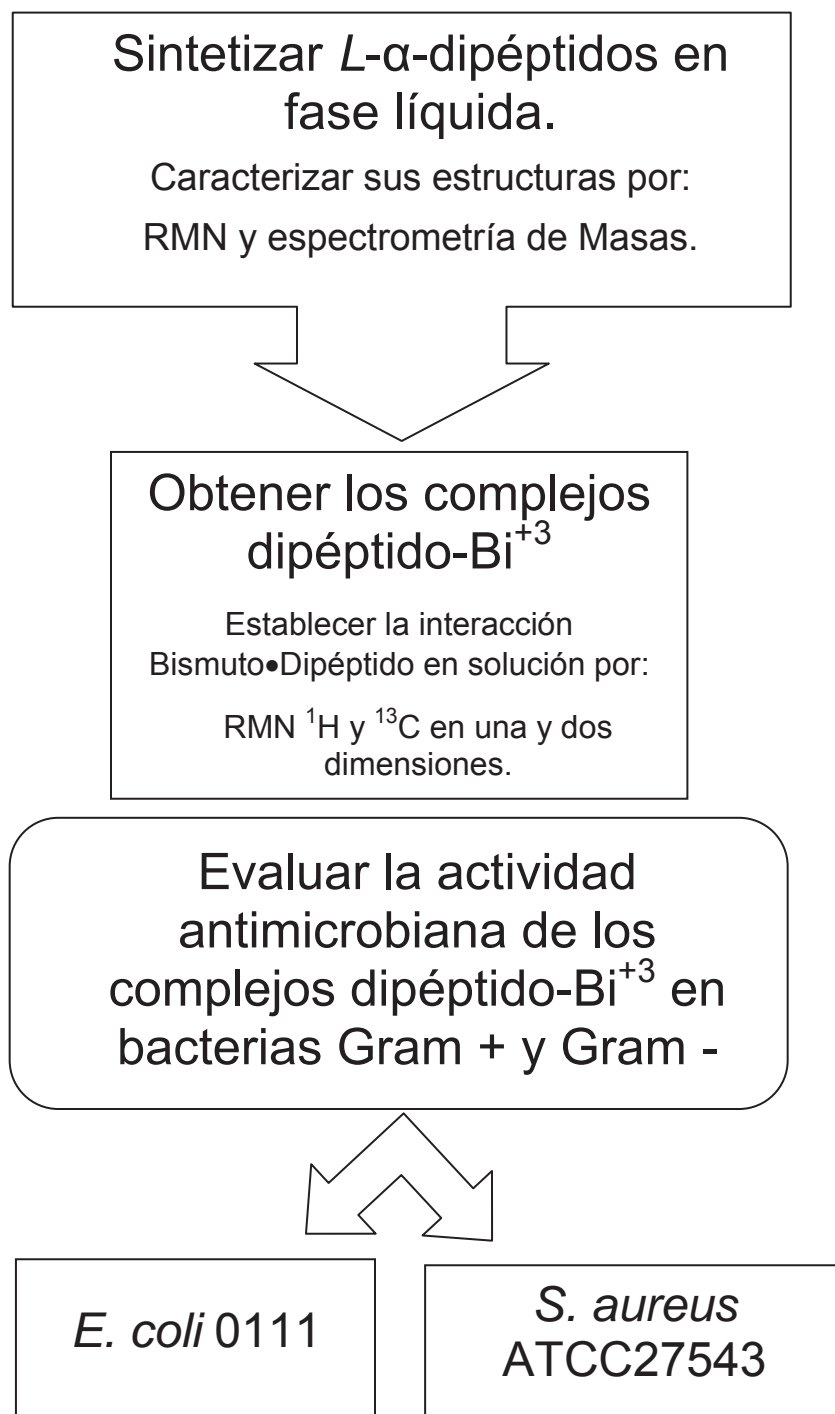 Sintetizar L-α-dipéptidos en
fase líquida.
Caracterizar sus estructuras por:
RMN y espectrometría de Masas.
Obtener los complejos
dipéptido-Bi⁺³
Establecer la interacción
Bismuto•Dipéptido en solución por:
RMN ¹H y ¹³C en una y dos
dimensiones.
Evaluar la actividad
antimicrobiana de los
complejos dipéptido-Bi⁺³ en
bacterias Gram + y Gram -
E. coli 0111
S. aureus
ATCC27543